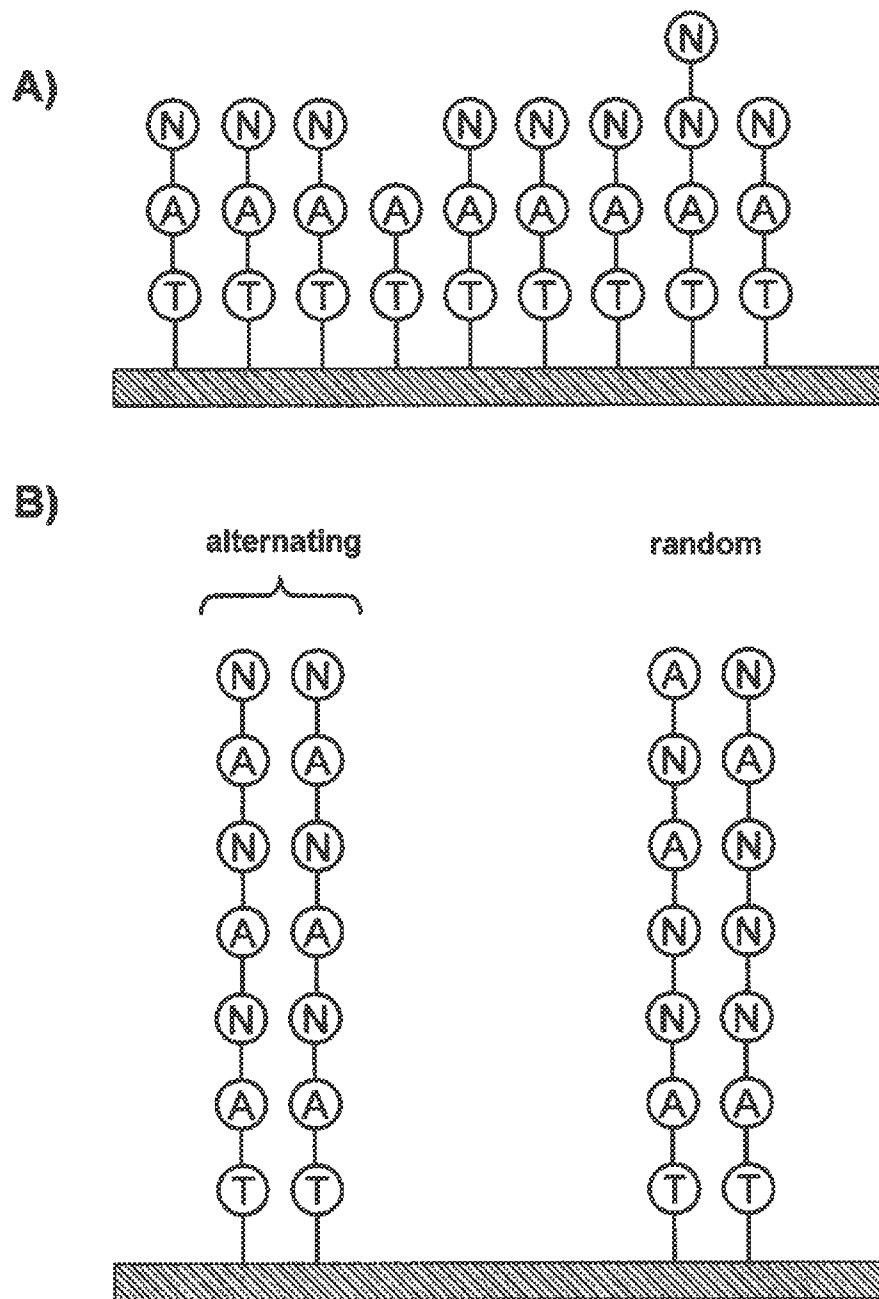 A)
N
N N N N N N N N
A A A A A A A A A
T T T T T T T T T
B)
alternating random
N N A N
A A N A
N N A N
A A N N
N N N N
A A A A
T T T T